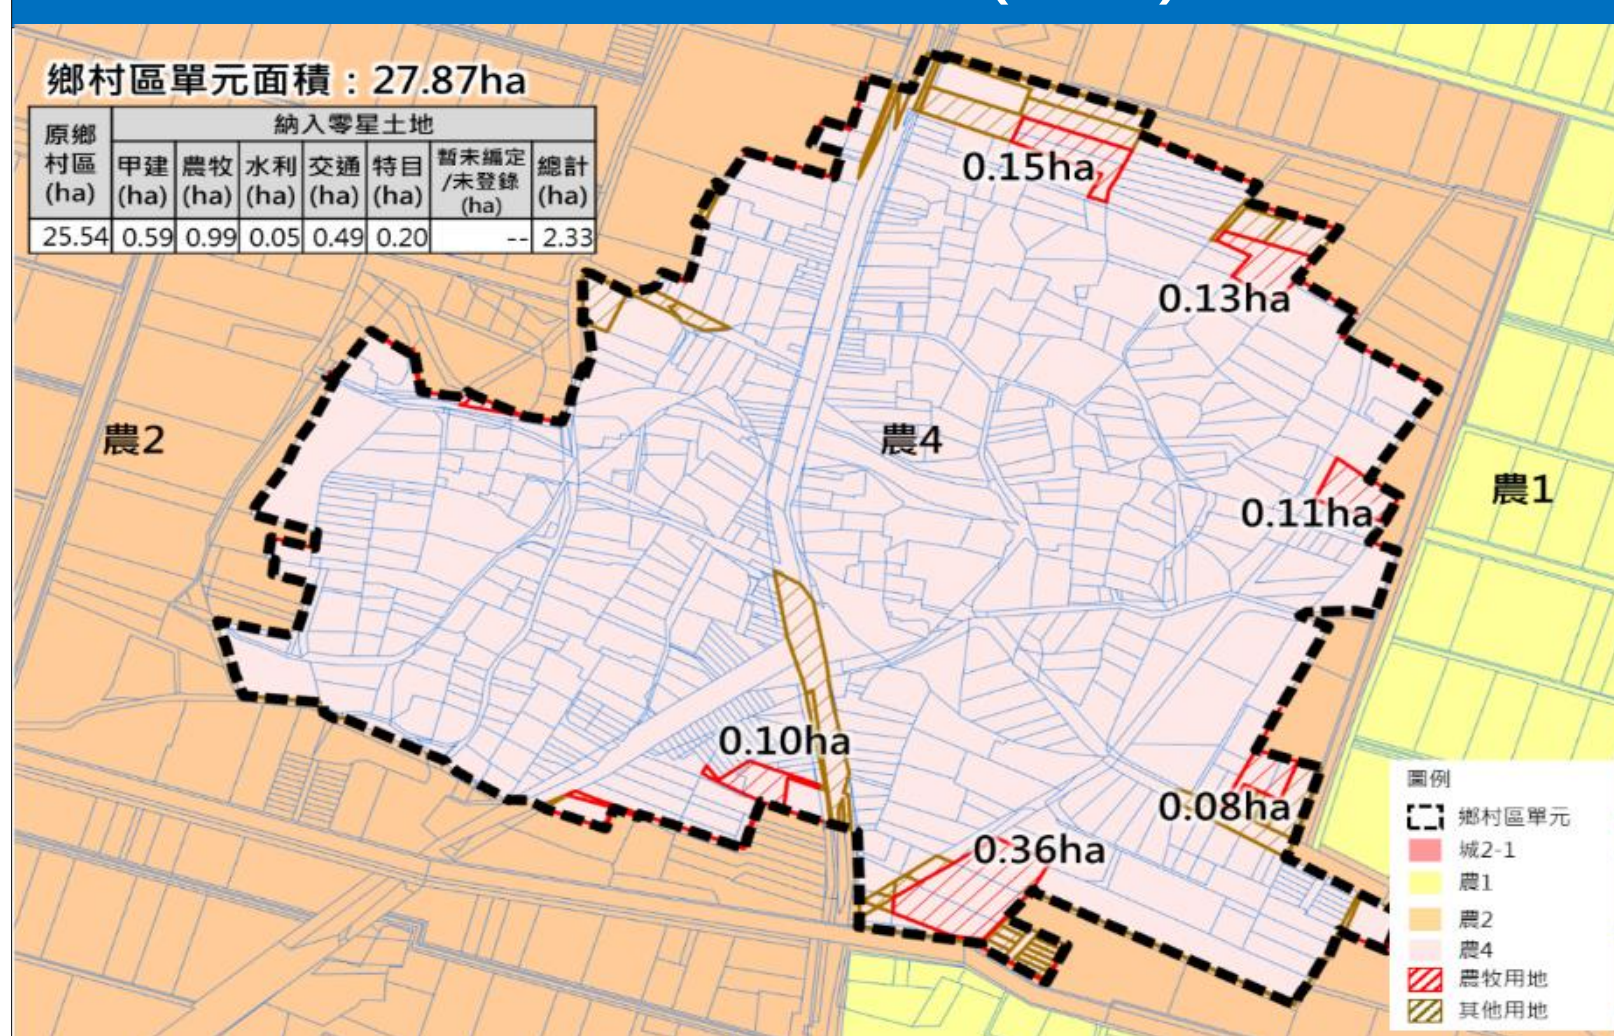 鄉村區單元面積：27.87ha
原鄉村區(ha) 納入零星土地
甲建(ha) 農牧(ha) 水利(ha) 交通(ha) 特目(ha) 暫未編定/未登錄(ha) 總計(ha)
25.54 0.59 0.99 0.05 0.49 0.20 -- 2.33
0.15ha
0.13ha
農2
農4
農1
0.11ha
0.10ha
0.08ha
0.36ha
圖例
鄉村區單元
城2-1
農1
農2
農4
農牧用地
其他用地